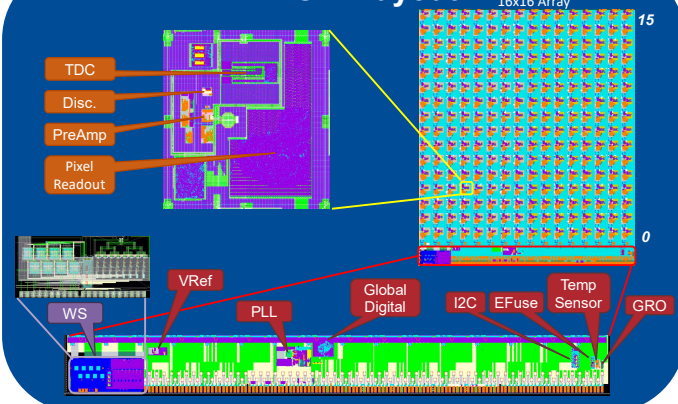 16x16 Array
15
TDC
Disc.
PreAmp
Pixel
Readout
0
WS
VRef
PLL
Global
Digital
I2C
EFuse
Temp
Sensor
GRO